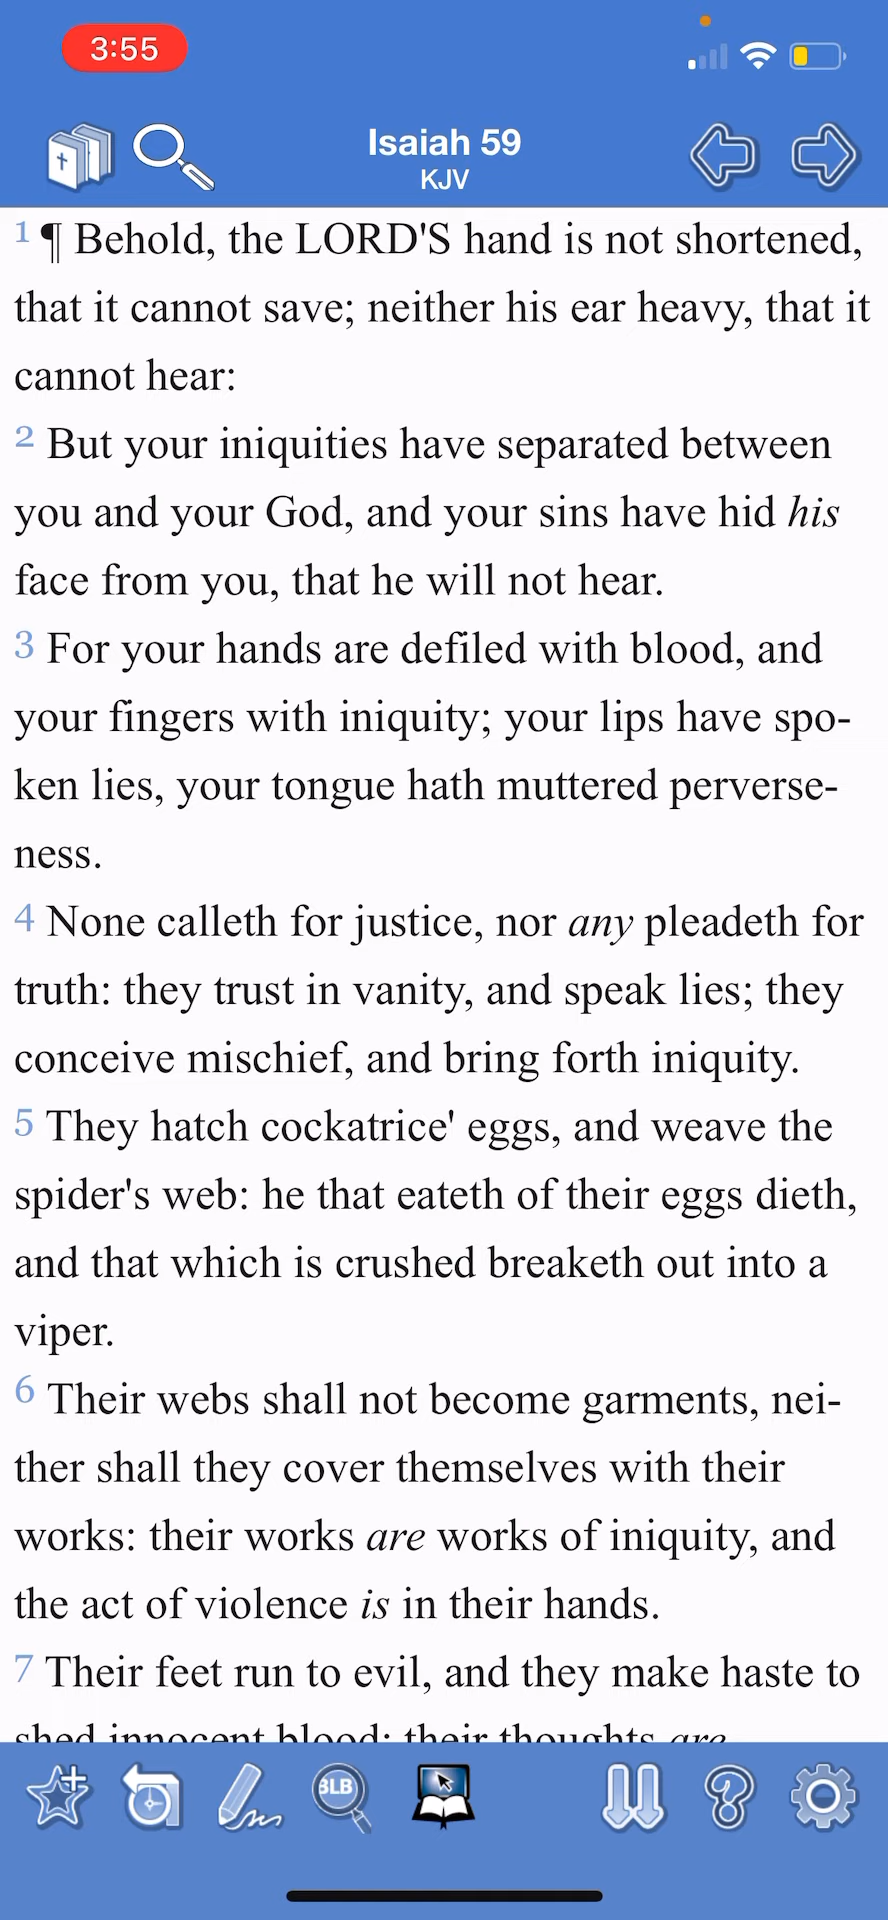 3:55
Isaiah 59
KJV
1 ¶ Behold, the LORD'S hand is not shortened,
that it cannot save; neither his ear heavy, that it
cannot hear:
2 But your iniquities have separated between
you and your God, and your sins have hid his
face from you, that he will not hear.
3 For your hands are defiled with blood, and
your fingers with iniquity; your lips have spo-
ken lies, your tongue hath muttered perverse-
ness.
4 None calleth for justice, nor any pleadeth for
truth: they trust in vanity, and speak lies; they
conceive mischief, and bring forth iniquity.
5 They hatch cockatrice' eggs, and weave the
spider's web: he that eateth of their eggs dieth,
and that which is crushed breaketh out into a
viper.
6 Their webs shall not become garments, nei-
ther shall they cover themselves with their
works: their works are works of iniquity, and
the act of violence is in their hands.
7 Their feet run to evil, and they make haste to
shed innocent blood: their thoughts are
BLB